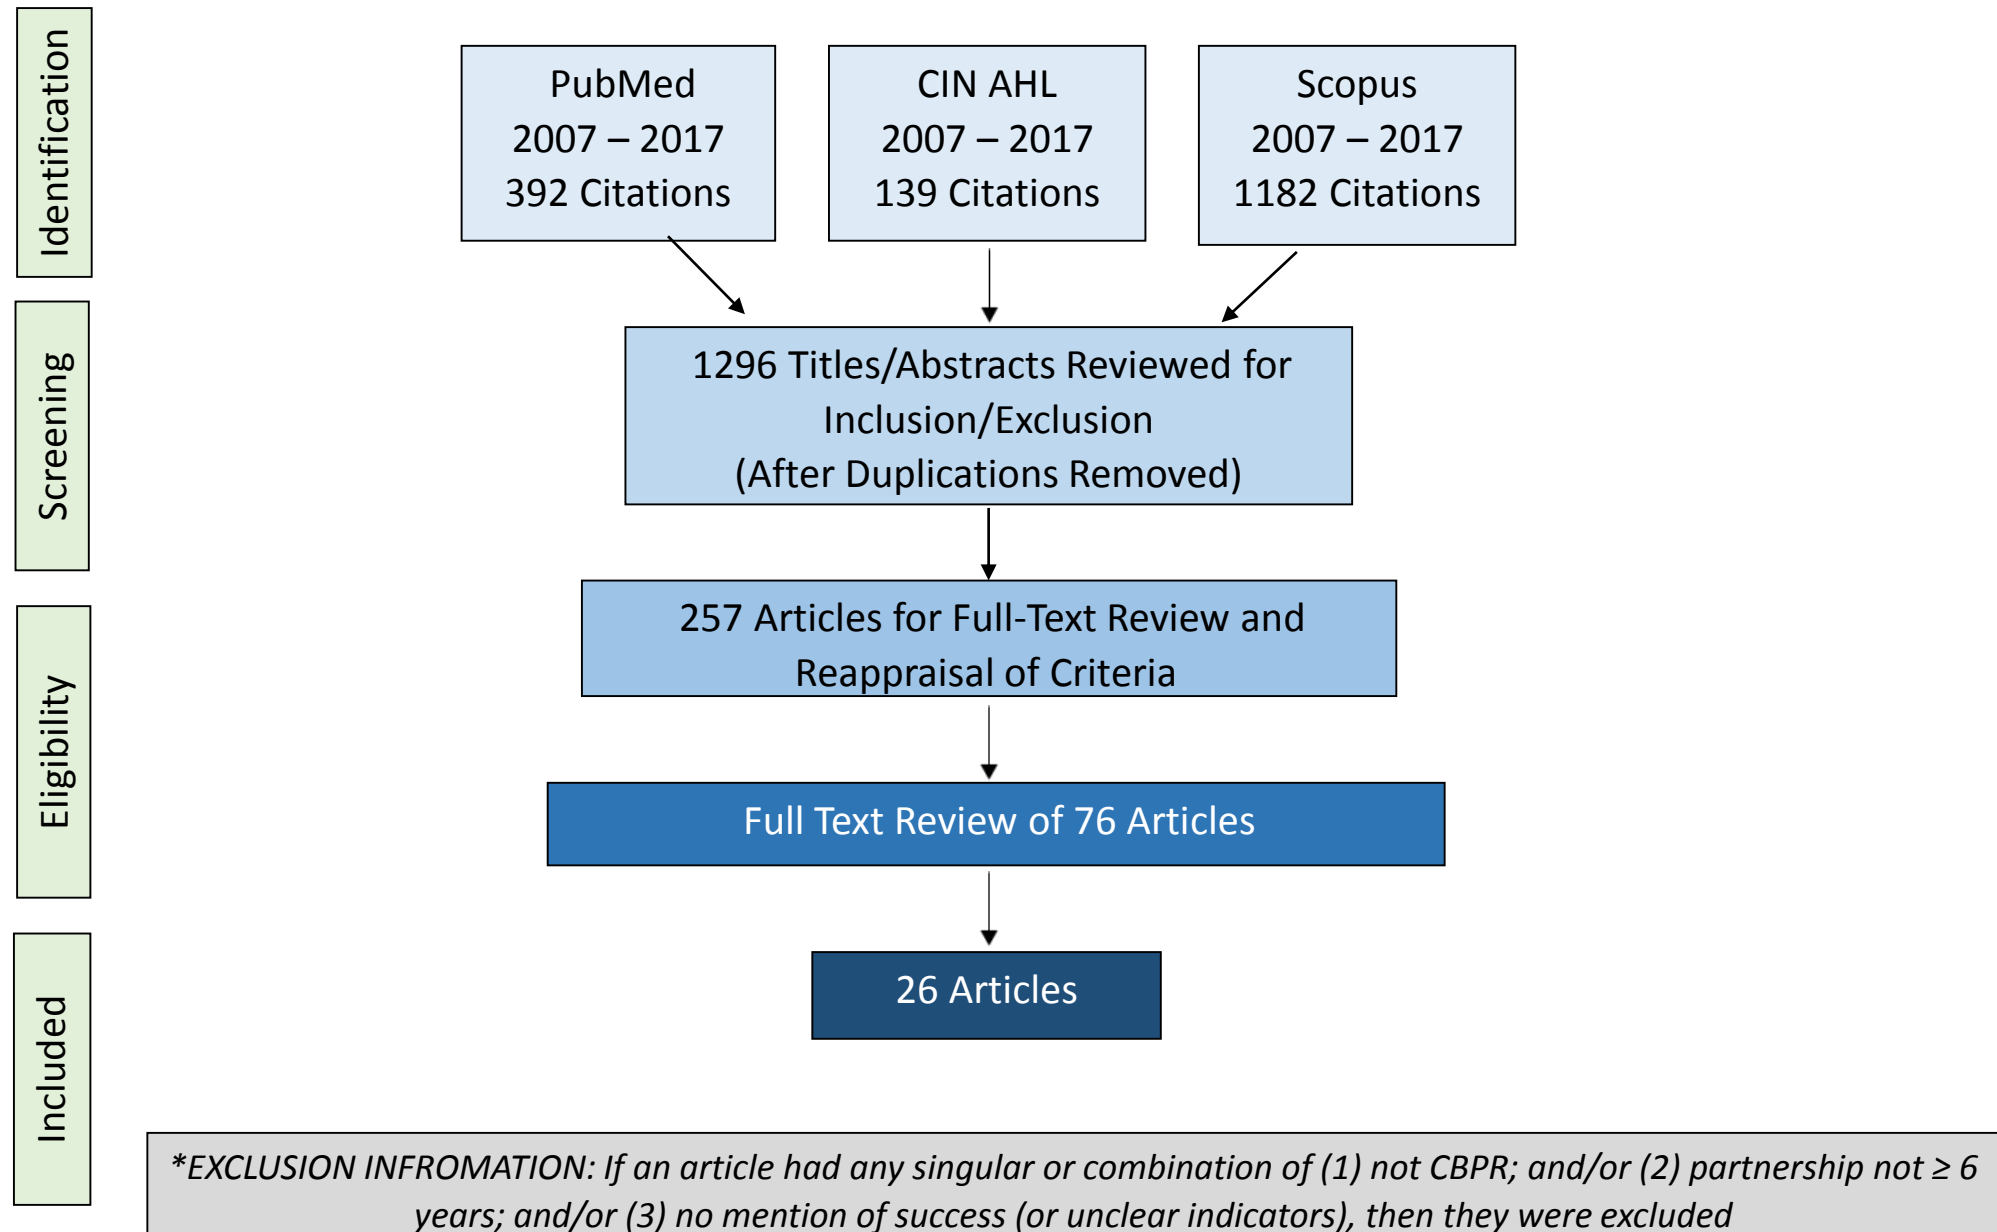 Identification
PubMed
2007 – 2017
392 Citations
CIN AHL
2007 – 2017
139 Citations
Scopus
2007 – 2017
1182 Citations
Screening
1296 Titles/Abstracts Reviewed for
Inclusion/Exclusion
(After Duplications Removed)
Eligibility
257 Articles for Full-Text Review and
Reappraisal of Criteria
Full Text Review of 76 Articles
Included
26 Articles
*EXCLUSION INFROMATION: If an article had any singular or combination of (1) not CBPR; and/or (2) partnership not ≥ 6
years; and/or (3) no mention of success (or unclear indicators), then they were excluded